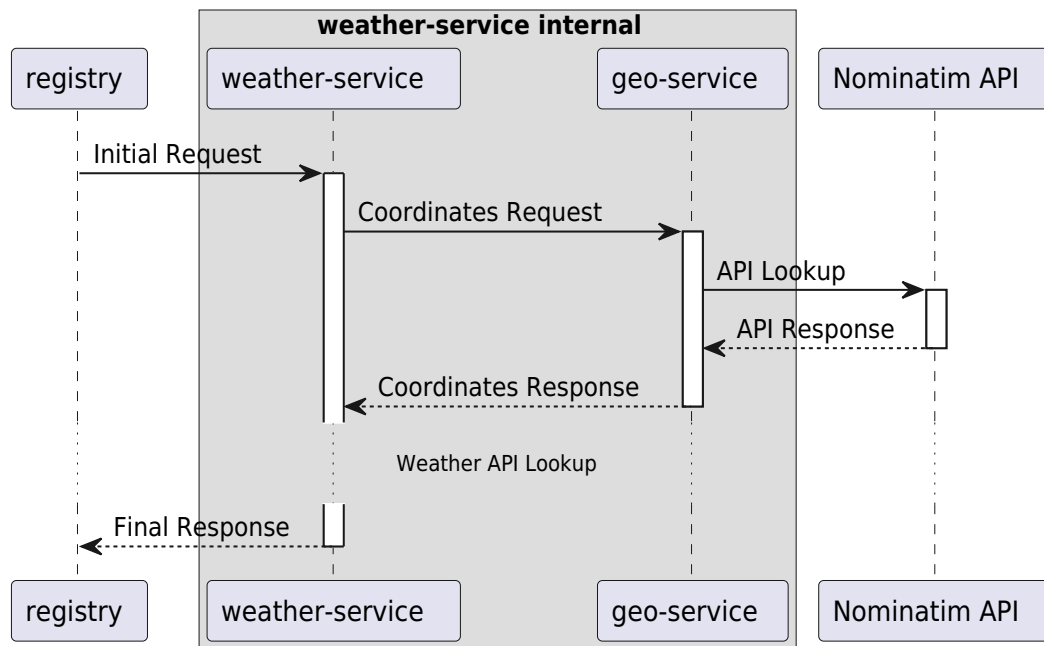 weather-service internal
registry
weather-service
geo-service
Nominatim API
Initial Request
Coordinates Request
API Lookup
API Response
Coordinates Response
Weather API Lookup
Final Response
registry
weather-service
geo-service
Nominatim API